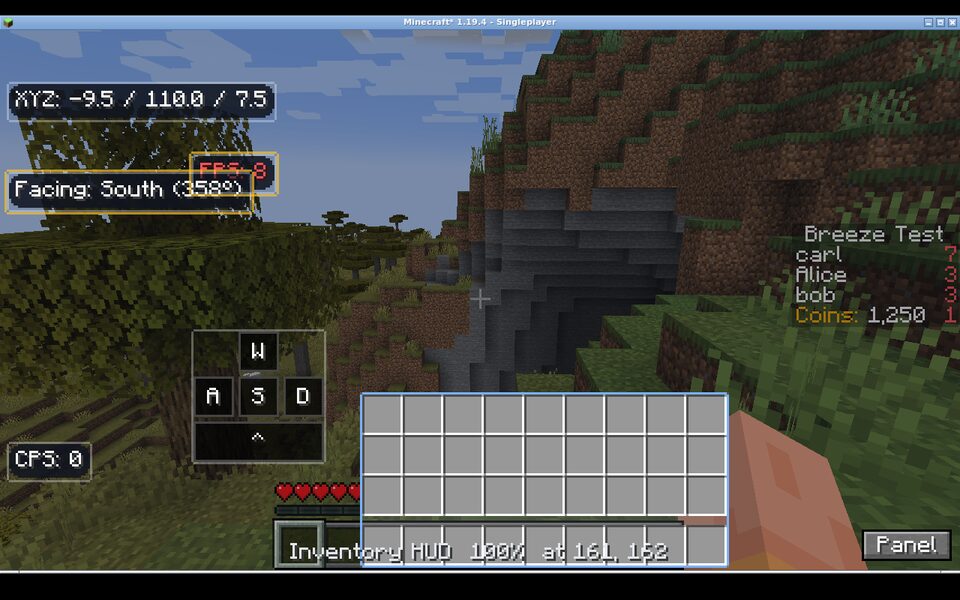 Minecraft* 1.19.4 - Singleplayer
XYZ: -9.5 / 110.0 / 7.5
FPS: 8
Facing: South (358°)
Breeze Test
carl 7
Alice 3
bob 3
Coins: 1,250 1
W
A S D
^
CPS: 0
Inventory HUD 100% at 161, 162
Panel